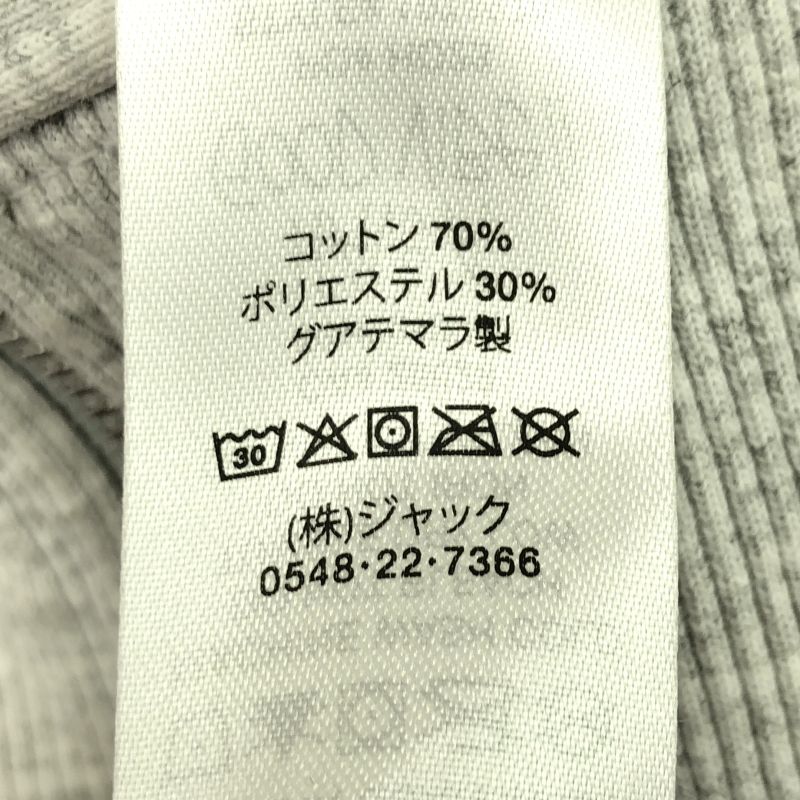 コットン 70%
ポリエステル 30%
グアテマラ製
30
(株)ジャック
0548·22·7366